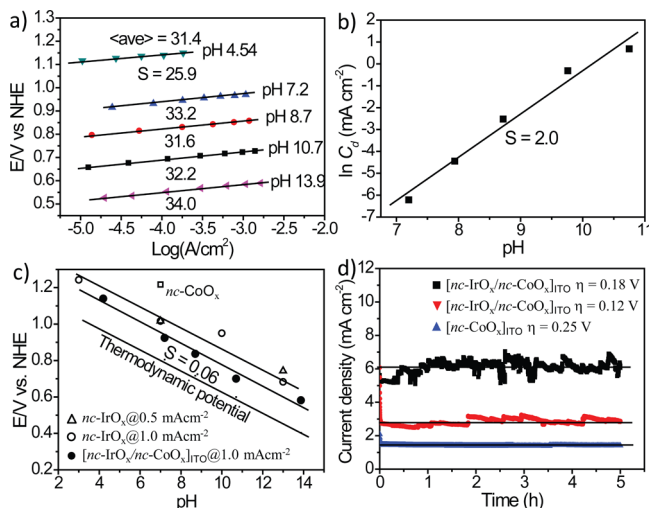 a)
E/V vs NHE
1.2
1.1
1.0
0.9
0.8
0.7
0.6
0.5
<ave> = 31.4
S = 25.9
pH 4.54
pH 7.2
33.2
pH 8.7
31.6
pH 10.7
32.2
pH 13.9
34.0
-5.0 -4.5 -4.0 -3.5 -3.0 -2.5
Log(A/cm²)
b)
ln C_d (mA cm⁻²)
2
1
0
-1
-2
-3
-4
-5
-6
-7
S = 2.0
7 8 9 10 11
pH
c)
E/V vs. NHE
1.2
1.0
0.8
0.6
0.4
0.2
nc-CoOₓ
S = 0.06
Thermodynamic potential
nc-IrOₓ@0.5 mAcm⁻²
nc-IrOₓ@1.0 mAcm⁻²
[nc-IrOₓ/nc-CoOₓ]ITO@1.0 mAcm⁻²
2 4 6 8 10 12 14
pH
d)
Current density (mA cm⁻²)
12
10
8
6
4
2
0
[nc-IrOₓ/nc-CoOₓ]ITO η = 0.18 V
[nc-IrOₓ/nc-CoOₓ]ITO η = 0.12 V
[nc-CoOₓ]ITO η = 0.25 V
0 1 2 3 4 5 6
Time (h)